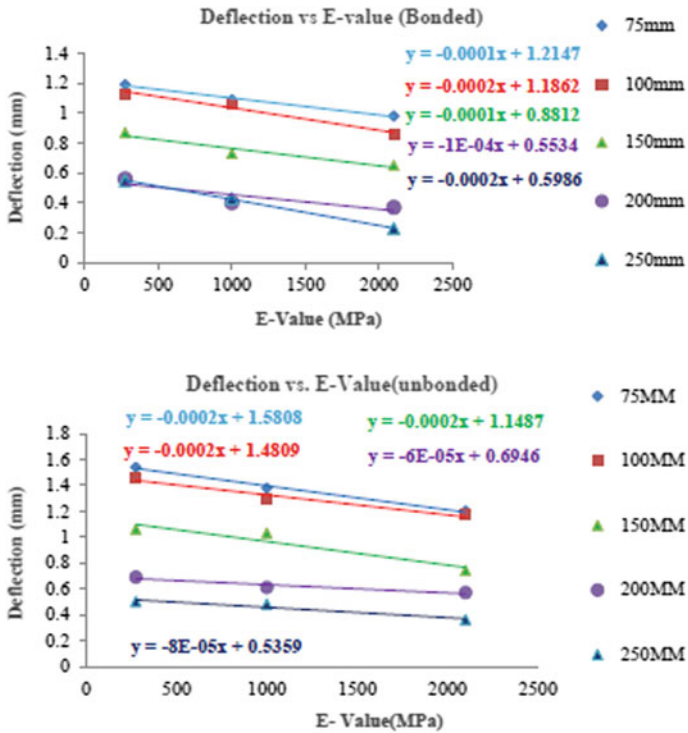 Deflection vs E-value (Bonded)
1.4
1.2
1
0.8
0.6
0.4
0.2
0
Deflection (mm)
y = -0.0001x + 1.2147
y = -0.0002x + 1.1862
y = -0.0001x + 0.8812
y = -1E-04x + 0.5534
y = -0.0002x + 0.5986
0 500 1000 1500 2000 2500
E-Value (MPa)
75mm
100mm
150mm
200mm
250mm
Deflection vs. E-Value(unbonded)
y = -0.0002x + 1.5808
y = -0.0002x + 1.1487
y = -0.0002x + 1.4809
y = -6E-05x + 0.6946
1.8
1.6
1.4
1.2
1
0.8
0.6
0.4
0.2
0
Deflection (mm)
y = -8E-05x + 0.5359
0 500 1000 1500 2000 2500
E- Value(MPa)
75MM
100MM
150MM
200MM
250MM